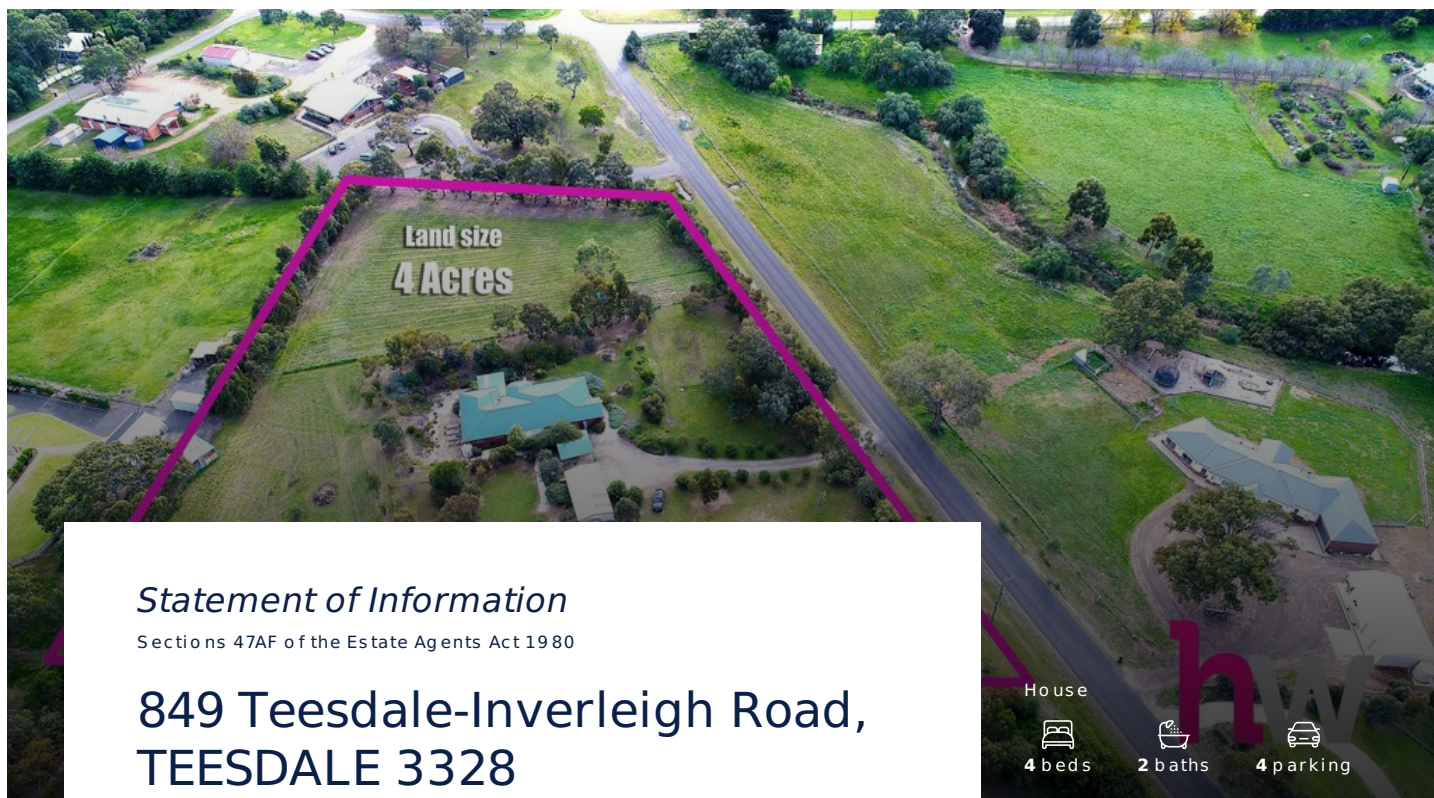 Land size
4 Acres
Statement of Information
Sections 47AF of the Estate Agents Act 1980
849 Teesdale-Inverleigh Road,
TEESDALE 3328
House
hw
4 beds 2 baths 4 parking